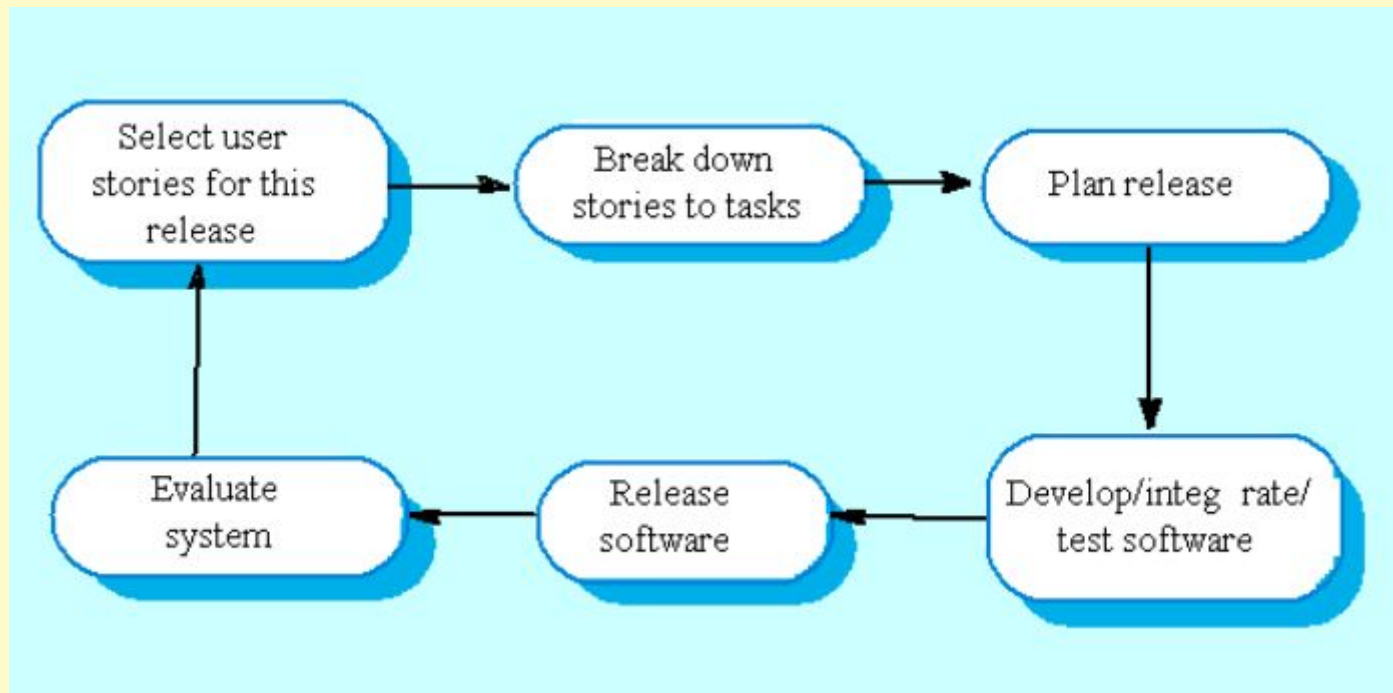 Select user
stories for this
release
Break down
stories to tasks
Plan release
Develop/integ rate/
test software
Release
software
Evaluate
system